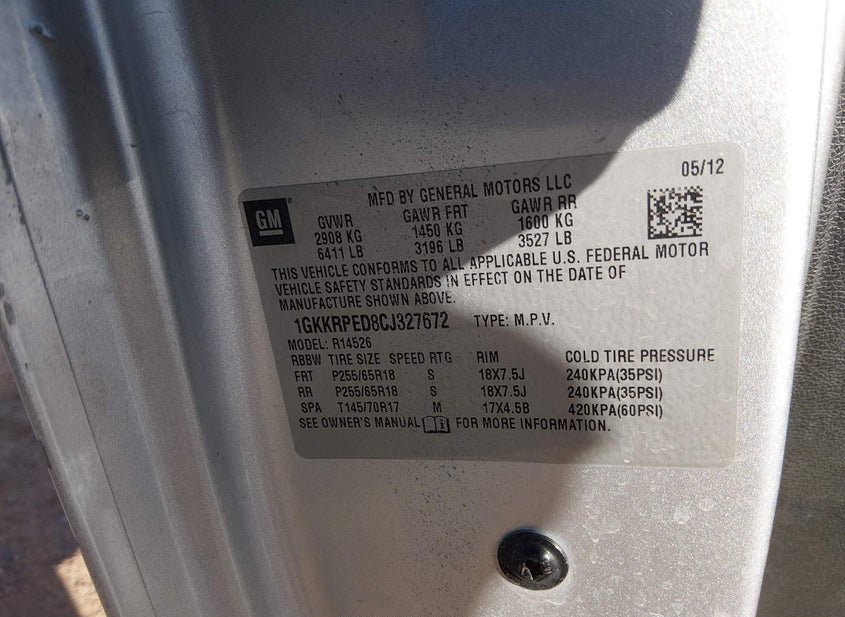 05/12
MFD BY GENERAL MOTORS LLC
GM
GVWR GAWR FRT GAWR RR
2908 KG 1450 KG 1600 KG
6411 LB 3196 LB 3527 LB
THIS VEHICLE CONFORMS TO ALL APPLICABLE U.S. FEDERAL MOTOR
VEHICLE SAFETY STANDARDS IN EFFECT ON THE DATE OF
MANUFACTURE SHOWN ABOVE.
1GKKRPED8CJ327672 TYPE: M.P.V.
MODEL: R14526
RBBW TIRE SIZE SPEED RTG RIM COLD TIRE PRESSURE
FRT P255/65R18 S 18X7.5J 240KPA(35PSI)
RR P255/65R18 S 18X7.5J 240KPA(35PSI)
SPA T145/70R17 M 17X4.5B 420KPA(60PSI)
SEE OWNER'S MANUAL FOR MORE INFORMATION.